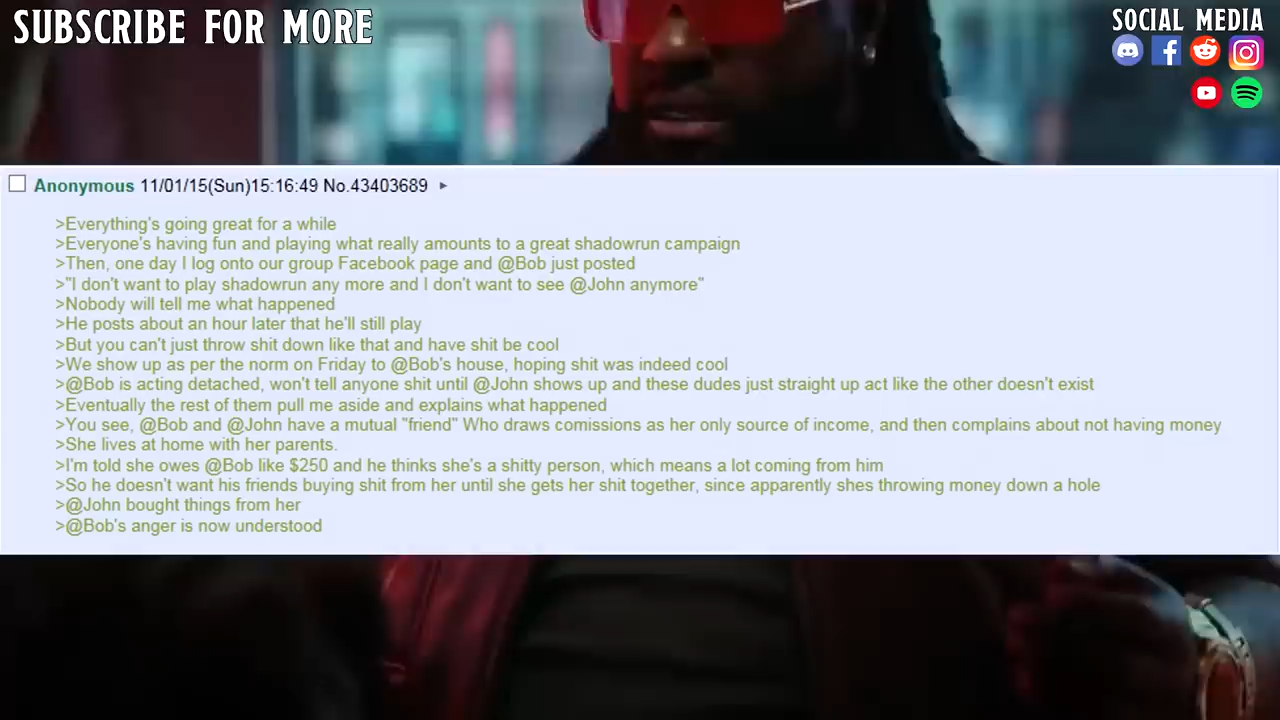 SUBSCRIBE FOR MORE
SOCIAL MEDIA
Anonymous 11/01/15(Sun)15:16:49 No.43403689
>Everything's going great for a while
>Everyone's having fun and playing what really amounts to a great shadowrun campaign
>Then, one day I log onto our group Facebook page and @Bob just posted
>"I don't want to play shadowrun any more and I don't want to see @John anymore"
>Nobody will tell me what happened
>He posts about an hour later that he'll still play
>But you can't just throw shit down like that and have shit be cool
>We show up as per the norm on Friday to @Bob's house, hoping shit was indeed cool
>@Bob is acting detached, won't tell anyone shit until @John shows up and these dudes just straight up act like the other doesn't exist
>Eventually the rest of them pull me aside and explains what happened
>You see, @Bob and @John have a mutual "friend" Who draws comissions as her only source of income, and then complains about not having money
>She lives at home with her parents.
>I'm told she owes @Bob like $250 and he thinks she's a shitty person, which means a lot coming from him
>So he doesn't want his friends buying shit from her until she gets her shit together, since apparently shes throwing money down a hole
>@John bought things from her
>@Bob's anger is now understood